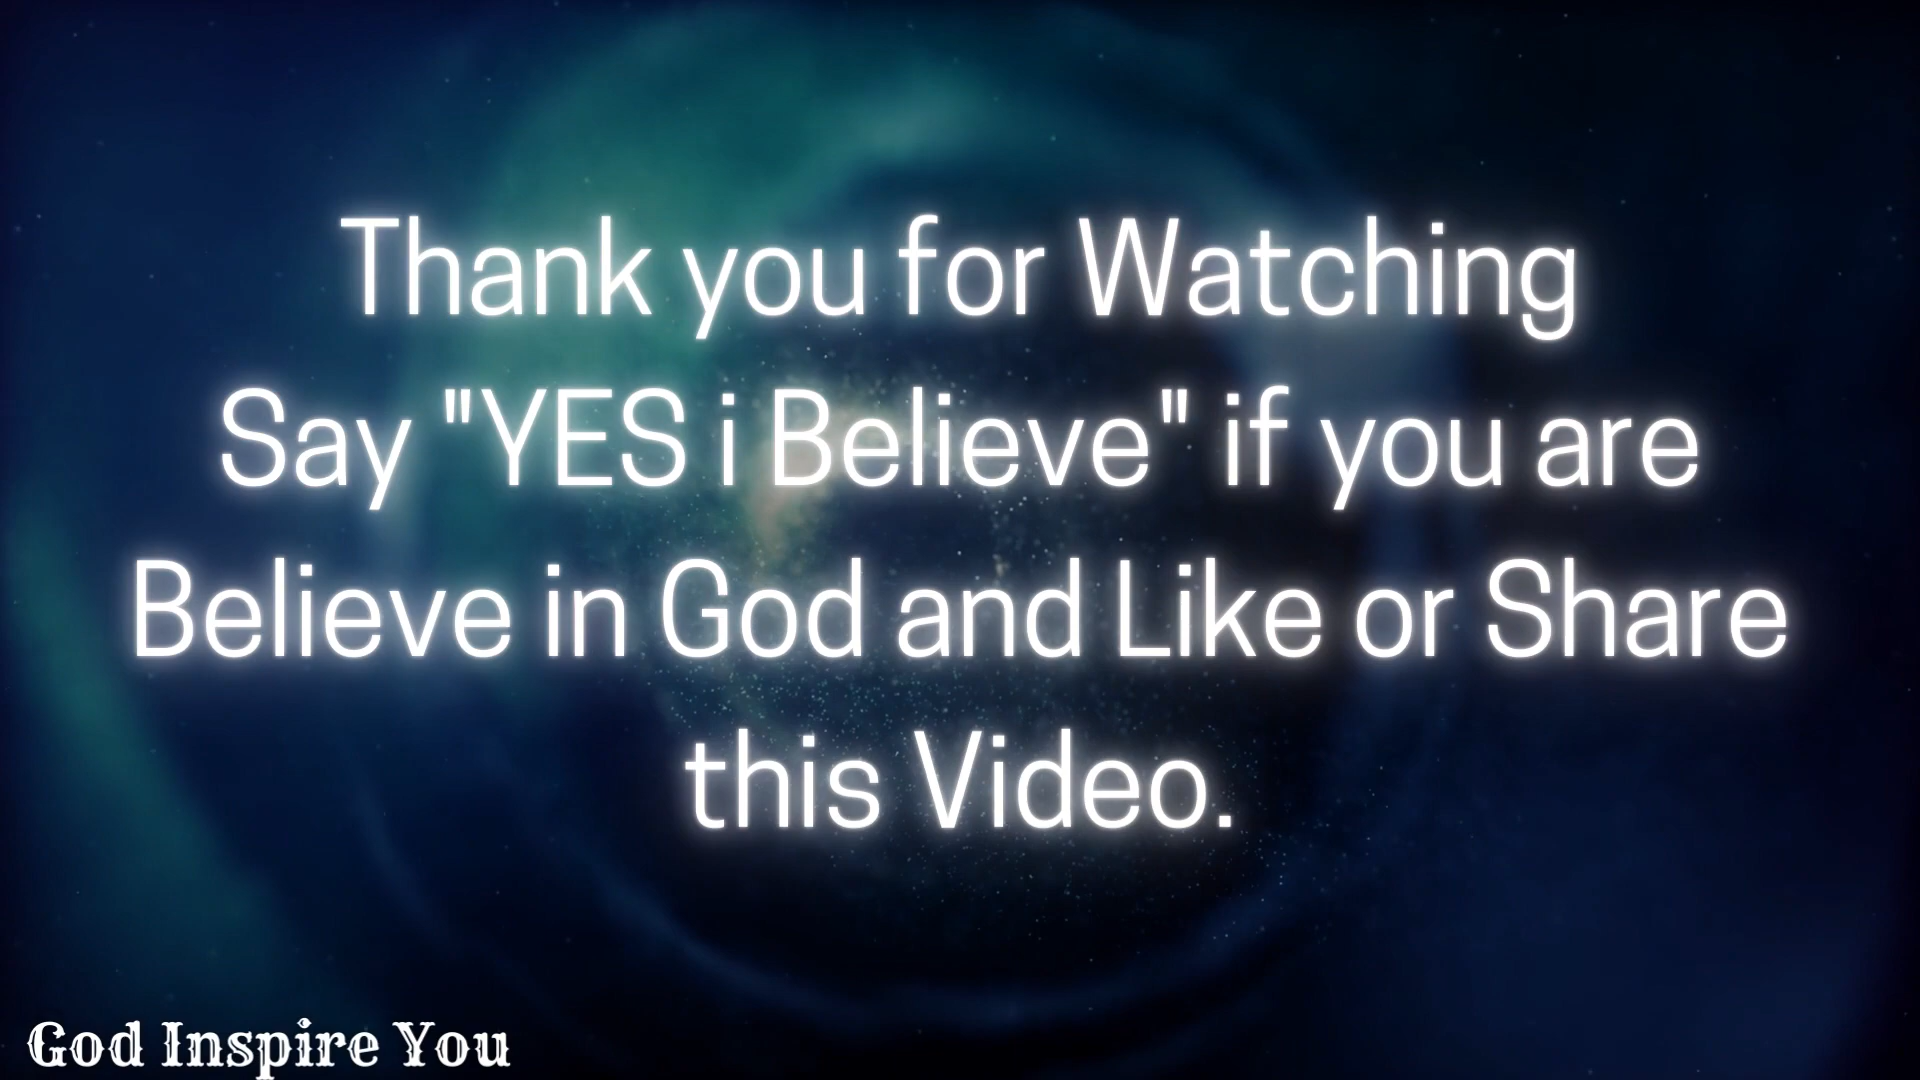 Thank you for Watching
Say "YES i Believe" if you are
Believe in God and Like or Share
this Video.
God Inspire You